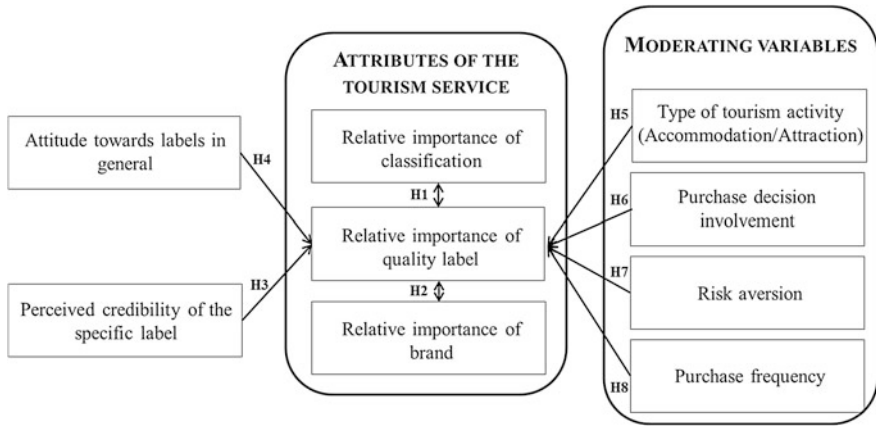 ATTRIBUTES OF THE
TOURISM SERVICE
MODERATING VARIABLES
Attitude towards labels in
general
H4
Perceived credibility of the
specific label
H3
Relative importance of
classification
H1
Relative importance of
quality label
H2
Relative importance of
brand
H5
Type of tourism activity
(Accommodation/Attraction)
H6
Purchase decision
involvement
H7
Risk aversion
H8
Purchase frequency